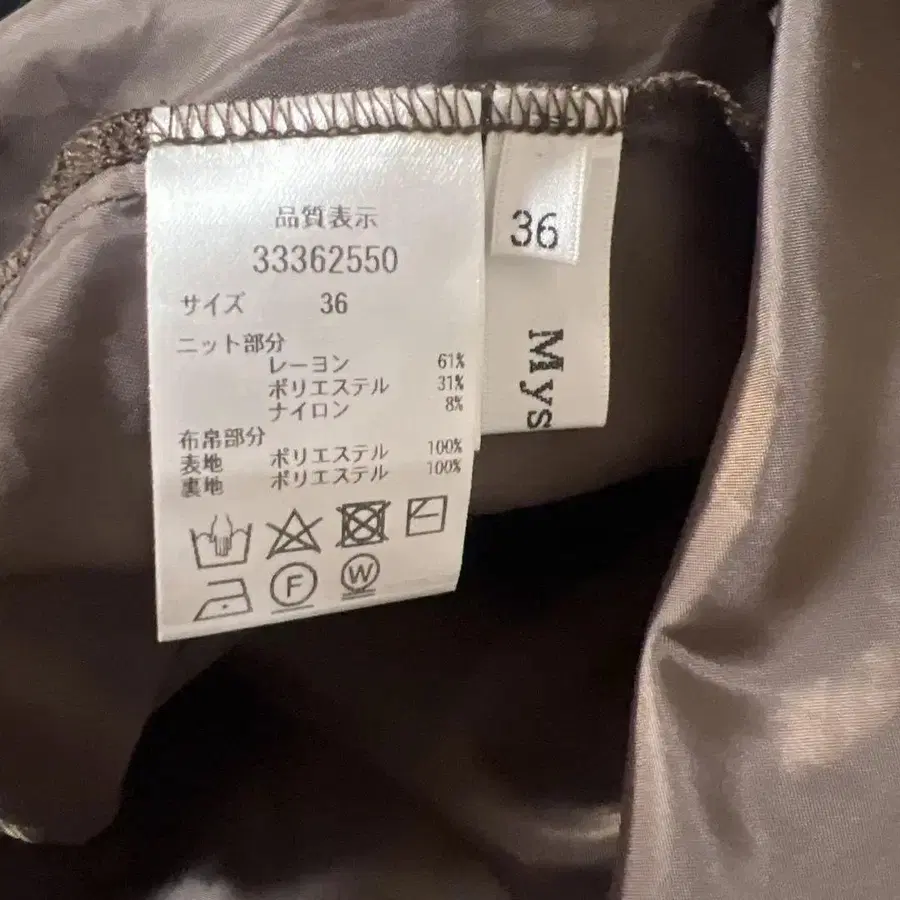 品質表示
33362550
サイズ 36
ニット部分
レーヨン 61%
ポリエステル 31%
ナイロン 8%
布帛部分
表地 ポリエステル 100%
裏地 ポリエステル 100%
F
W
36
Mys